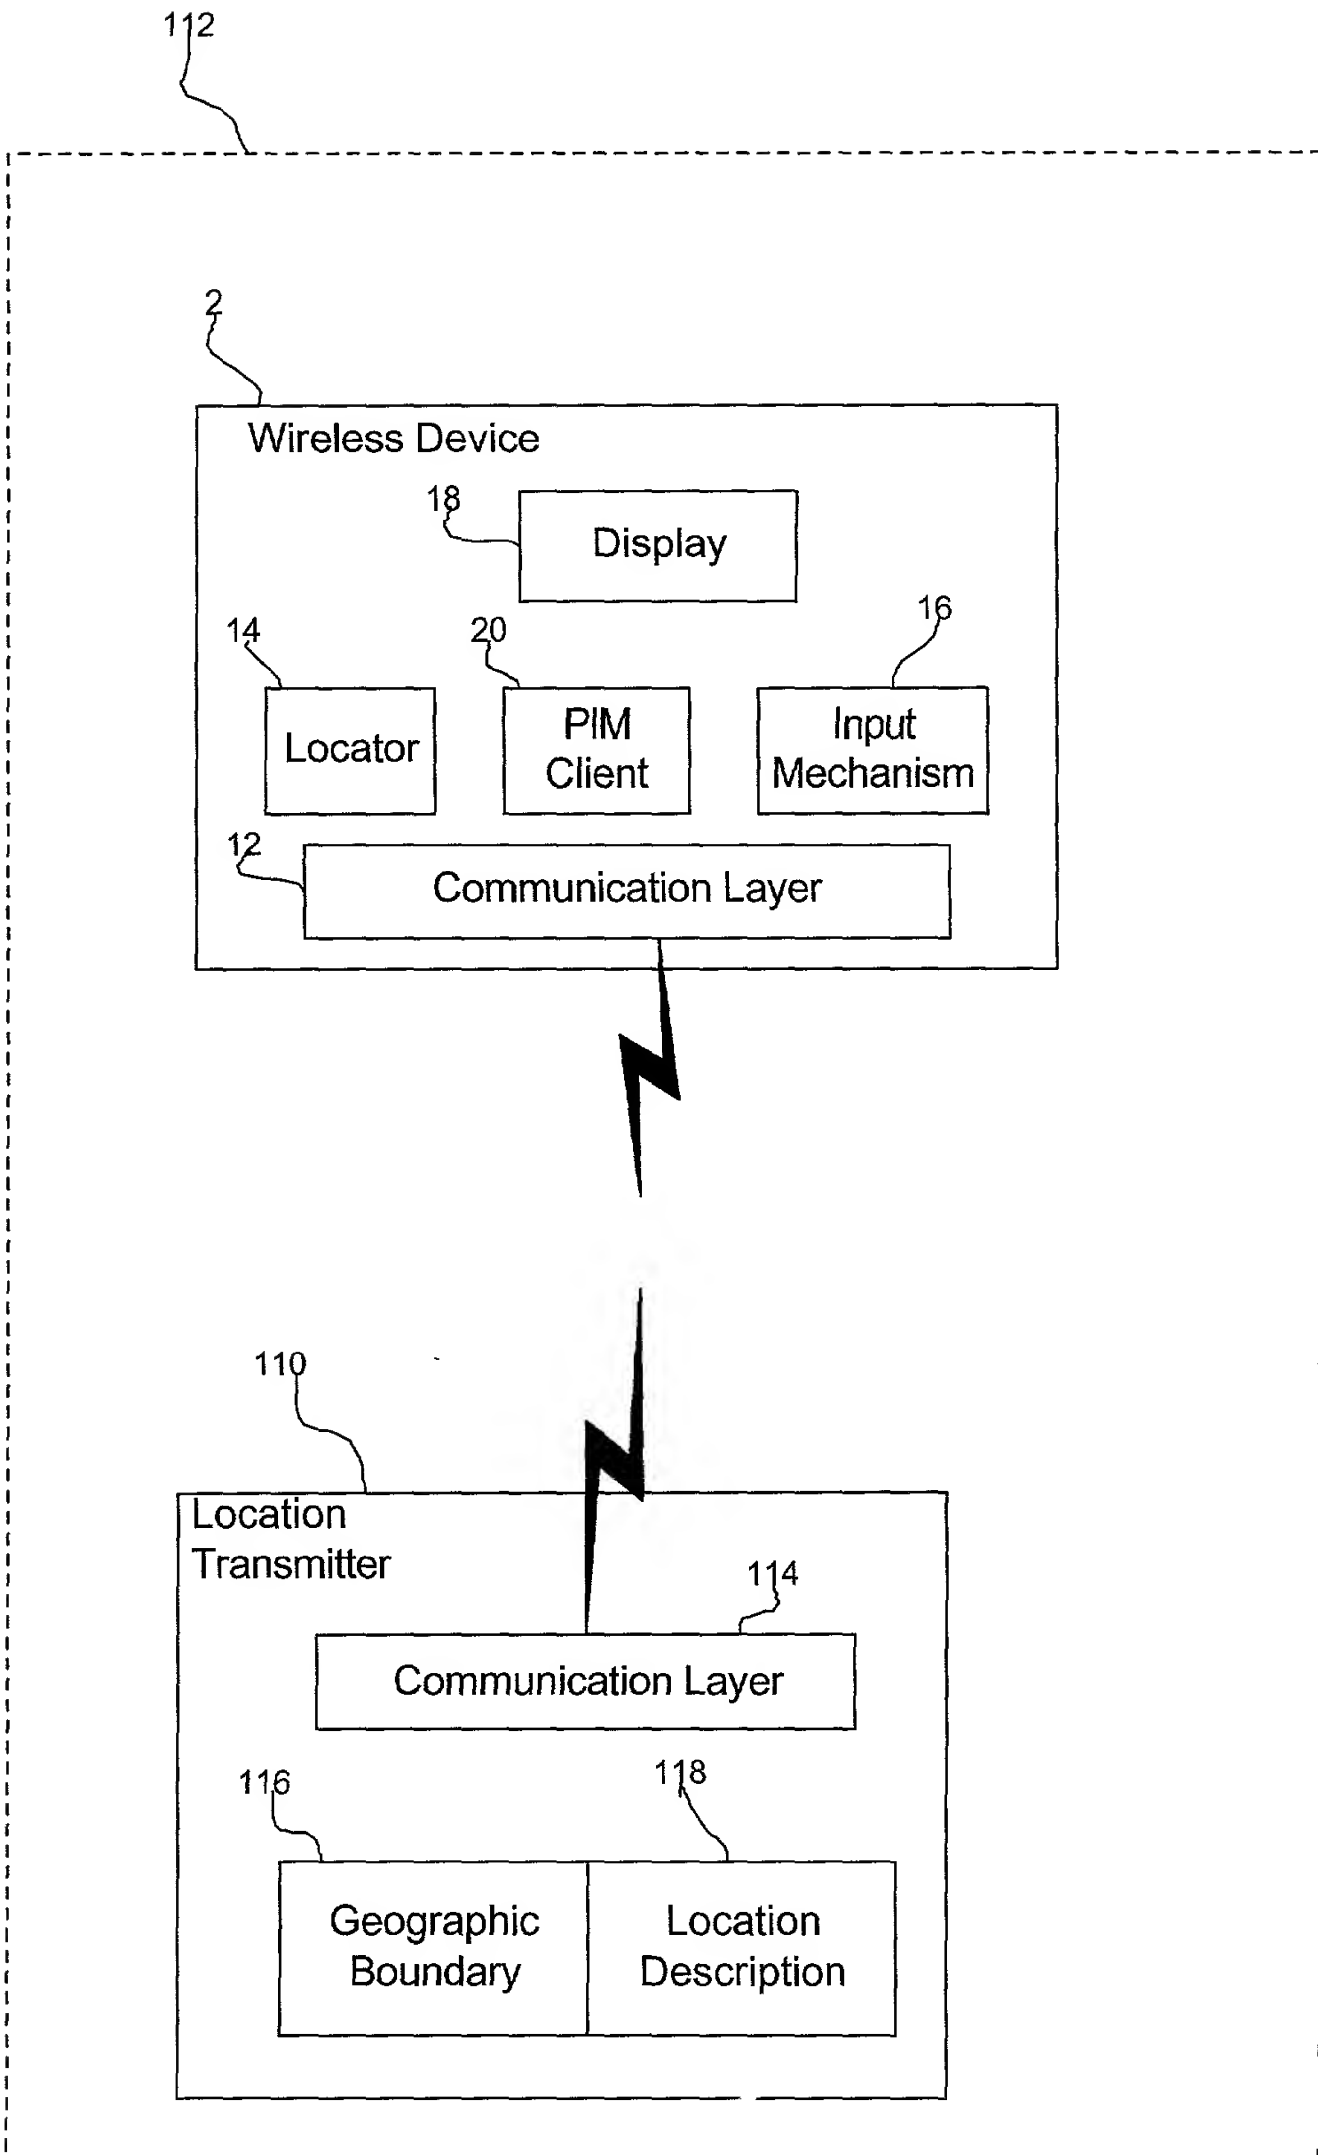 112
2
Wireless Device
18
Display
14
20
16
Locator
PIM
Client
Input
Mechanism
12
Communication Layer
110
Location
Transmitter
114
Communication Layer
116
118
Geographic
Boundary
Location
Description